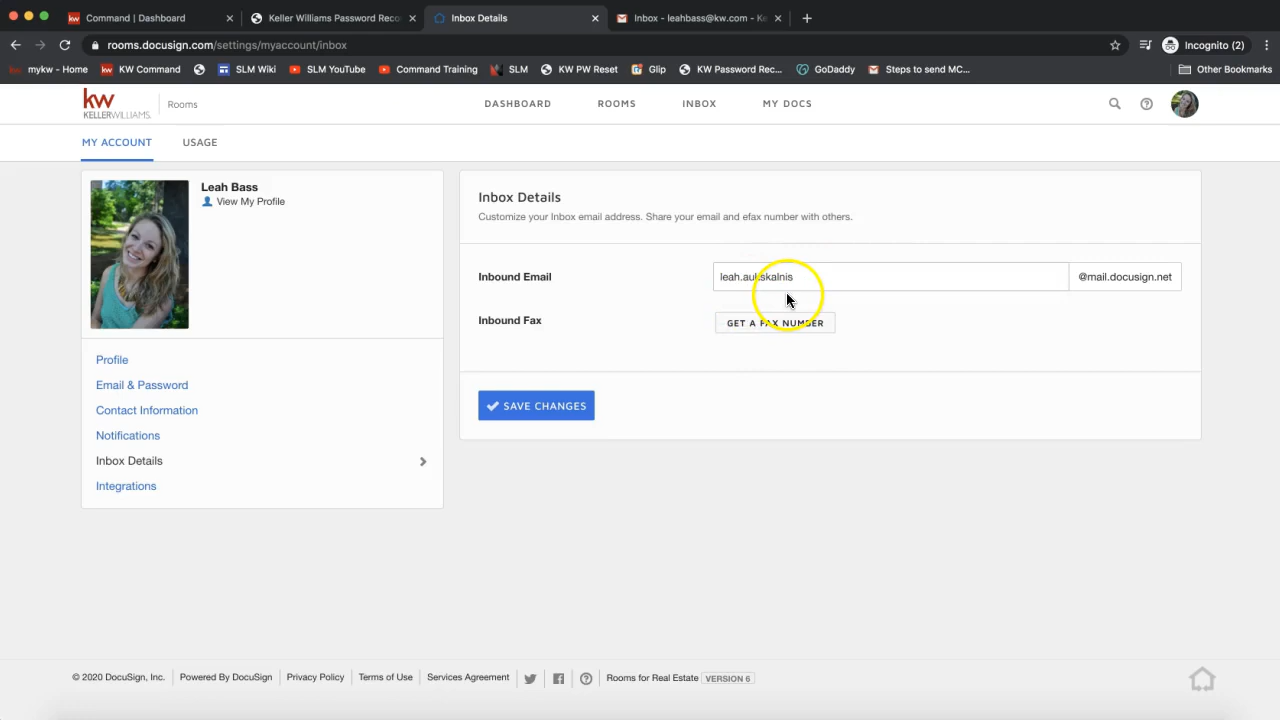 Command | Dashboard
Keller Williams Password Reco
Inbox Details
Inbox - leahbass@kw.com - Ke
rooms.docusign.com/settings/myaccount/inbox
Incognito (2)
mykw - Home
KW Command
SLM Wiki
SLM YouTube
Command Training
SLM
KW PW Reset
Glip
KW Password Rec...
GoDaddy
Steps to send MC...
Other Bookmarks
kw
KELLERWILLIAMS.
Rooms
DASHBOARD
ROOMS
INBOX
MY DOCS
MY ACCOUNT
USAGE
Leah Bass
View My Profile
Profile
Email & Password
Contact Information
Notifications
Inbox Details
Integrations
Inbox Details
Customize your Inbox email address. Share your email and efax number with others.
Inbound Email
@mail.docusign.net
Inbound Fax
GET A FAX NUMBER
SAVE CHANGES
© 2020 DocuSign, Inc.
Powered By DocuSign
Privacy Policy
Terms of Use
Services Agreement
Rooms for Real Estate
VERSION 6